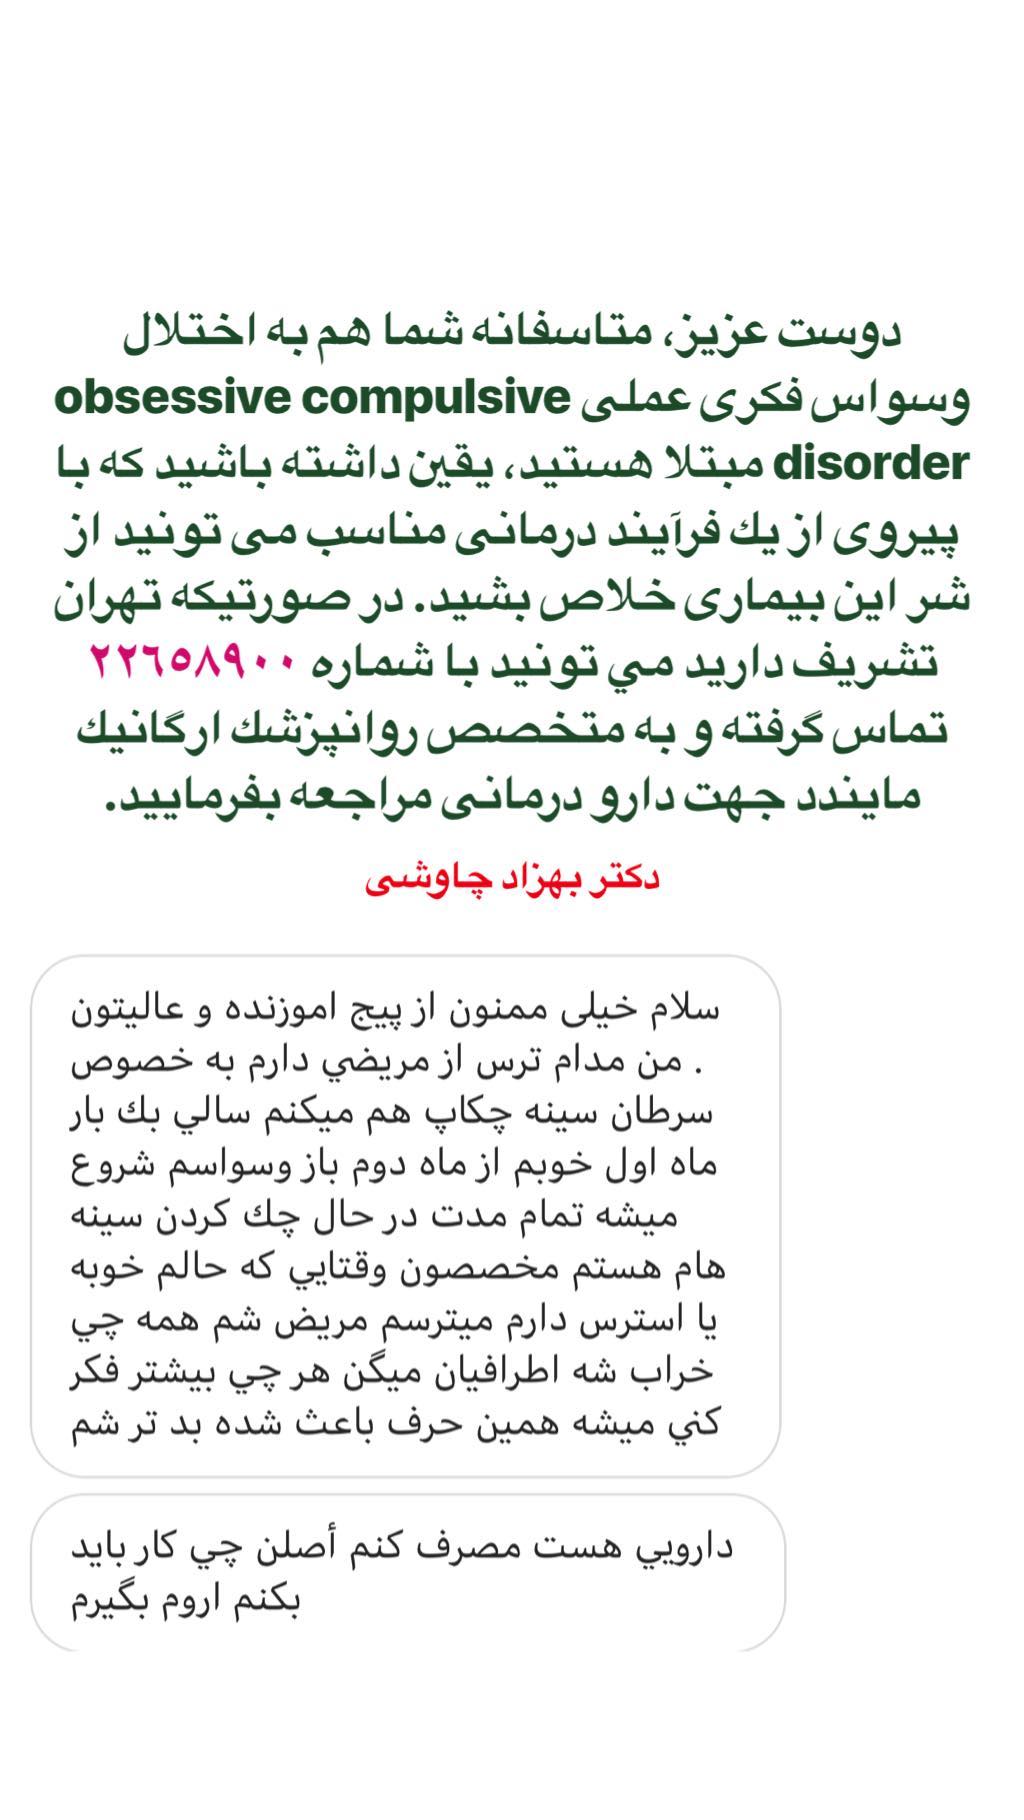 دوست عزیز، متاسفانه شما هم به اختلال
وسواس فکری عملی obsessive compulsive
disorder مبتلا هستید، یقین داشته باشید که با
پیروی از یك فرآیند درمانی مناسب می تونید از
شر این بیماری خلاص بشید. در صورتیکه تهران
تشریف دارید مي تونید با شماره ٢٢٦٥٨٩٠٠
تماس گرفته و به متخصص روانپزشك ارگانیك
مایندد جهت دارو درمانی مراجعه بفرمایید.
دکتر بهزاد چاوشی
سلام خیلی ممنون از پیج اموزنده و عالیتون
. من مدام ترس از مريضي دارم به خصوص
سرطان سینه چکاپ هم میکنم سالي بك بار
ماه اول خوبم از ماه دوم باز وسواسم شروع
میشه تمام مدت در حال چك كردن سينه
هام هستم مخصصون وقتايي كه حالم خوبه
یا استرس دارم میترسم مریض شم همه چي
خراب شه اطرافیان میگن هر چي بیشتر فکر
کني میشه همین حرف باعث شده بد تر شم
دارويي هست مصرف کنم أصلن چي کار باید
بکنم اروم بگیرم